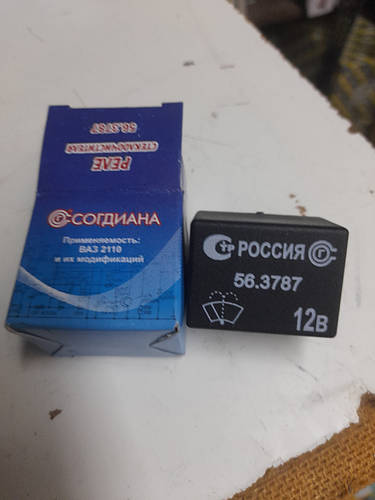 РЕЛЕ
СТЕКЛООЧИСТИТЕЛЯ
56.3787
СОГДИАНА
Применяемость:
ВАЗ 2110
и их модификаций
РОССИЯ
56.3787
12В